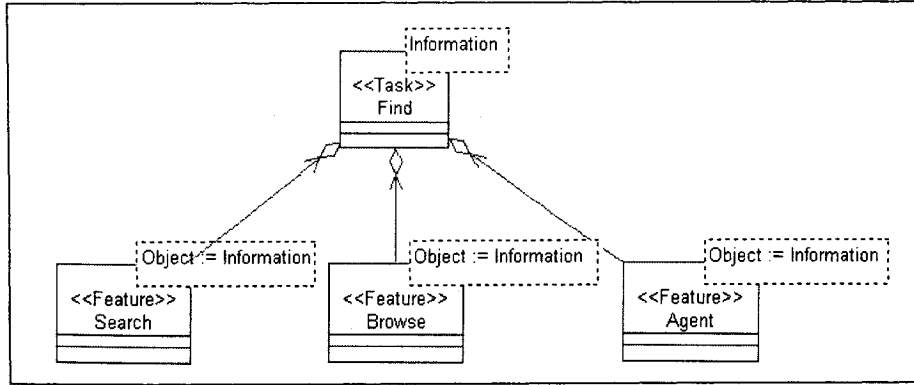 Information
<<Task>>
Find
Object := Information
<<Feature>>
Search
Object := Information
<<Feature>>
Browse
Object := Information
<<Feature>>
Agent